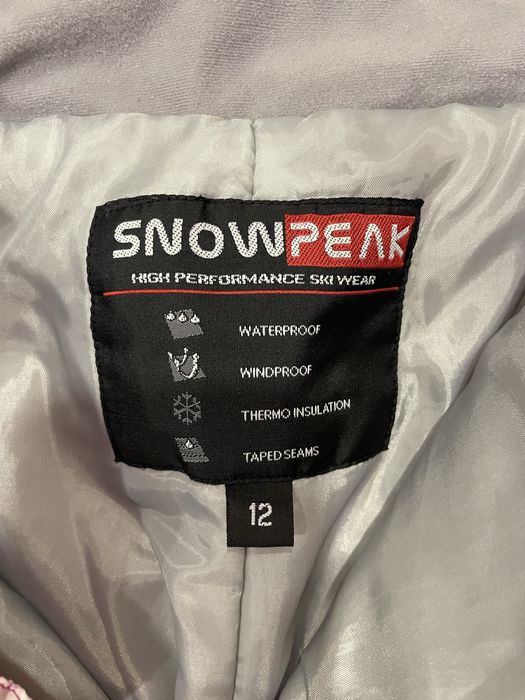 SNOWPEAK
HIGH PERFORMANCE SKI WEAR
WATERPROOF
WINDPROOF
THERMO INSULATION
TAPED SEAMS
12